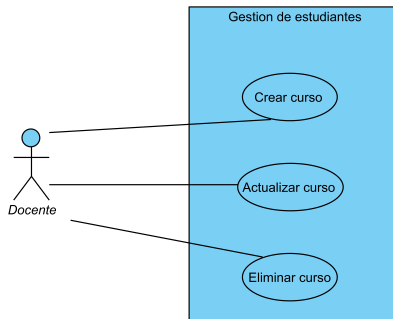 Gestion de estudiantes
Crear curso
Actualizar curso
Docente
Eliminar curso